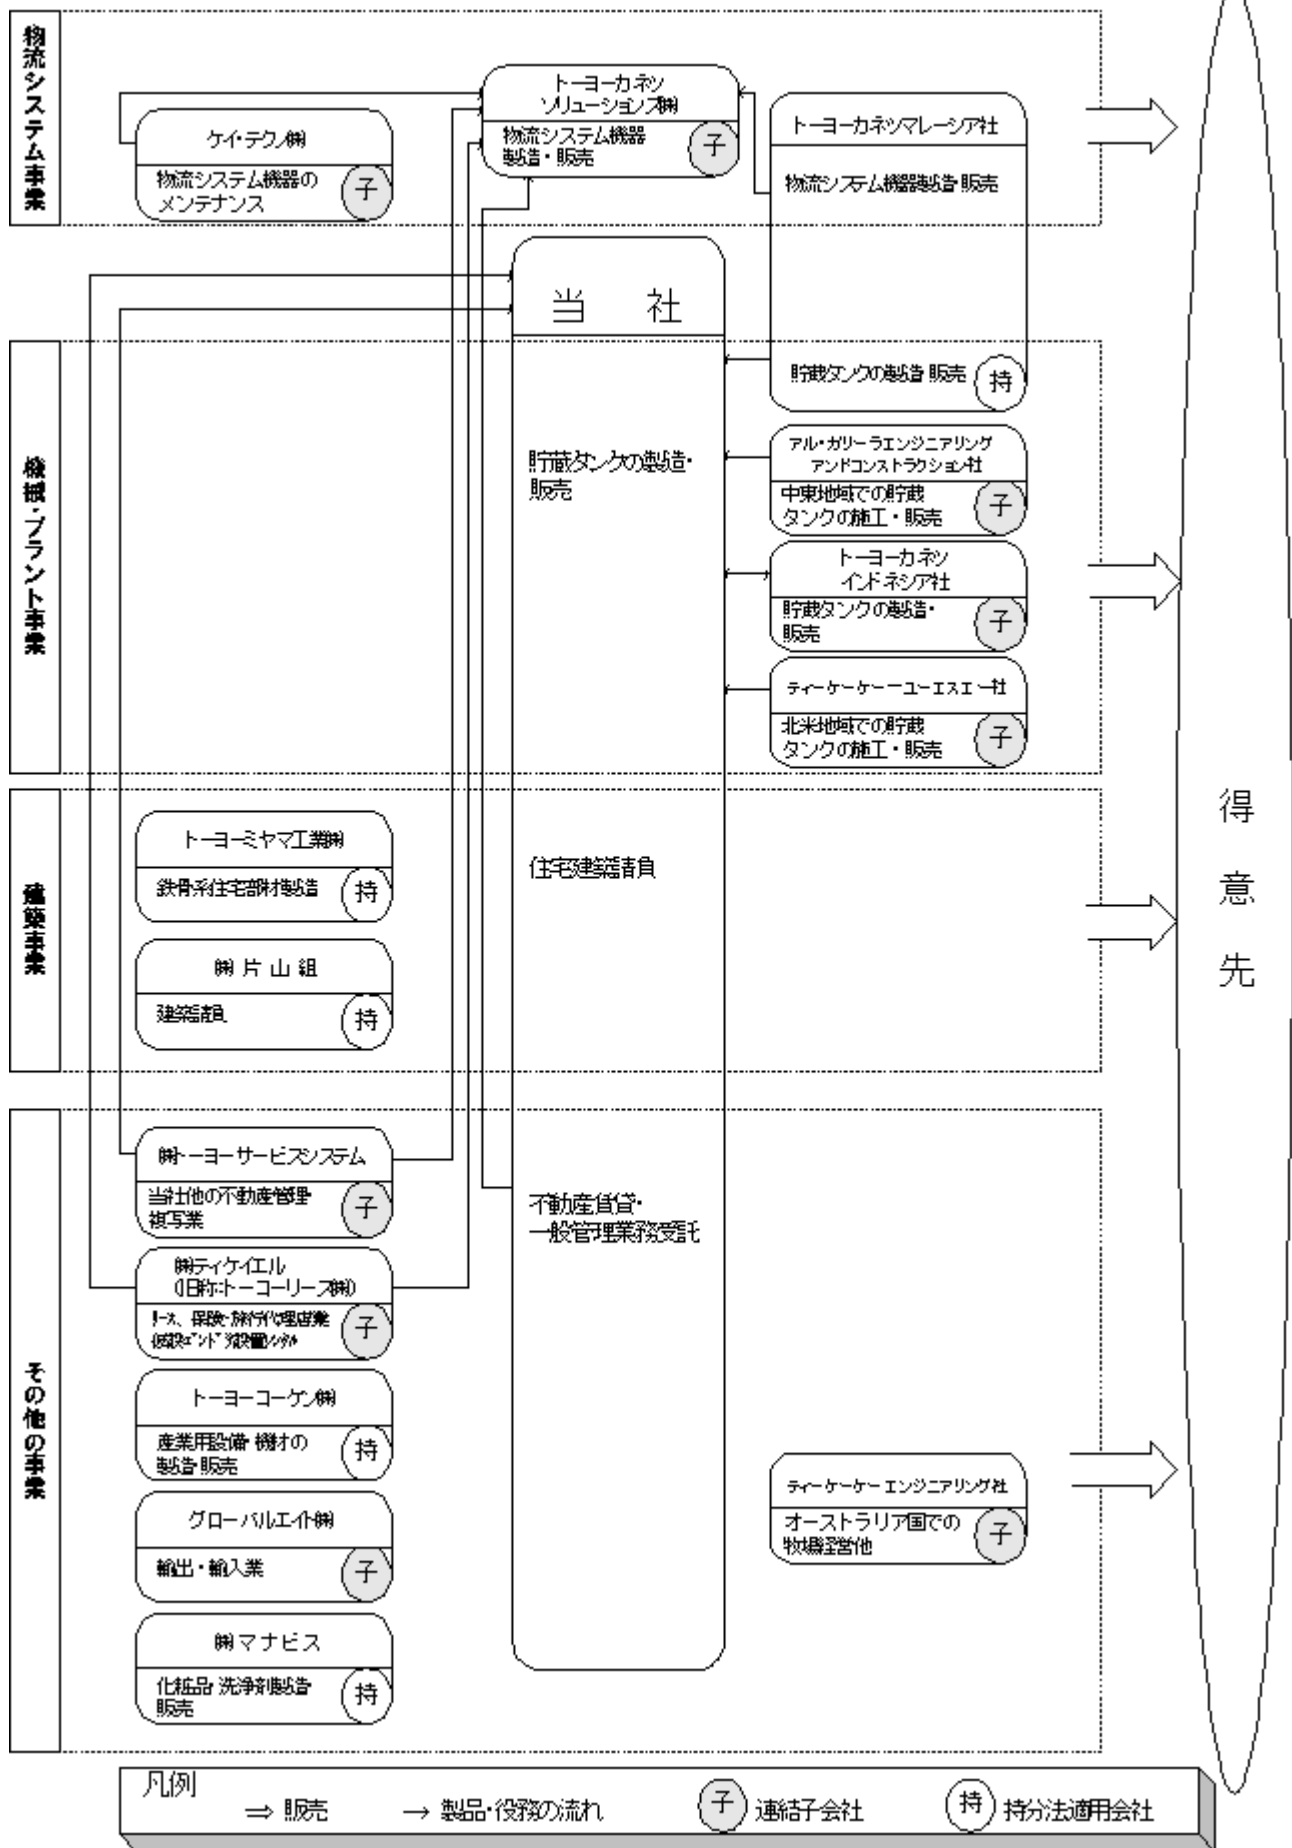 物流システム事業
トーヨーカネツ
ソリューションズ㈱
物流システム機器
製造・販売
子
ケイ・テクノ㈱
物流システム機器の
メンテナンス
子
トーヨーカネツマレーシア社
物流システム機器製造・販売
貯蔵タンクの製造・販売
持
当 社
機械・プラント事業
貯蔵タンクの製造・
販売
アル・ガリーラエンジニアリング
アンドコンストラクション社
中東地域での貯蔵
タンクの施工・販売
子
トーヨーカネツ
インドネシア社
貯蔵タンクの製造・
販売
子
ティーケーケーユーエスエー社
北米地域での貯蔵
タンクの施工・販売
子
建築事業
トーヨーミヤマ工業㈱
鉄骨系住宅部材製造
持
㈱片山組
建築請負
持
住宅建築請負
その他の事業
㈱トーヨーサービスシステム
当社他の不動産管理・
複写業
子
㈱ティケイエル
(旧称:トーコーリース㈱)
リース、保険・旅行代理店業
子
トーヨーコーケン㈱
産業用設備・機材の
製造・販売
持
グローバルエイト㈱
輸出・輸入業
子
㈱マナビス
化粧品・洗浄剤製造・
販売
持
不動産賃貸・
一般管理業務受託
ティーケーケーエンジニアリング社
オーストラリア国での
牧場経営他
子
得意先
凡例
⇒ 販売 → 製品・役務の流れ 子 連結子会社 持 持分法適用会社